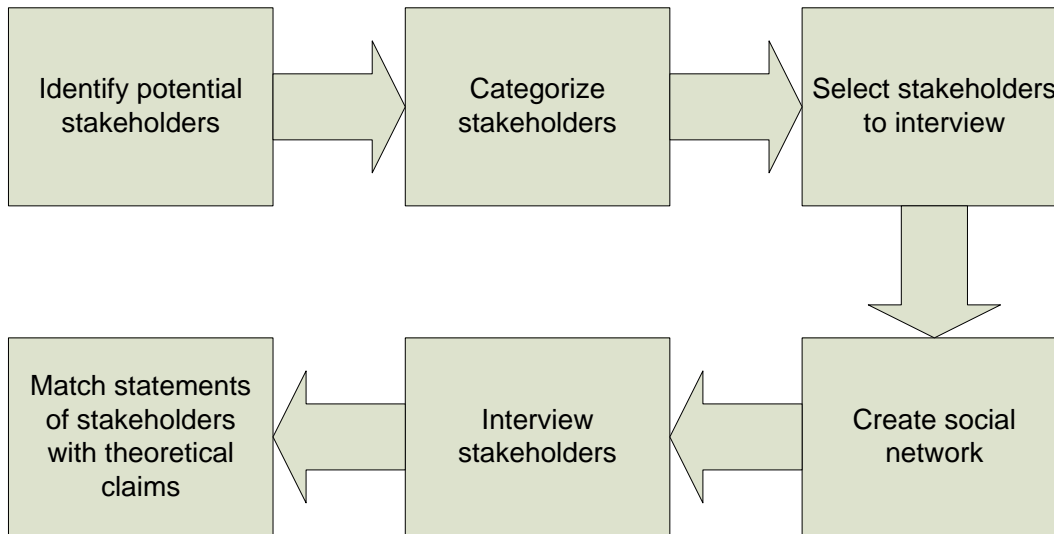 Identify potential
stakeholders
Categorize
stakeholders
Select stakeholders
to interview
Create social
network
Interview
stakeholders
Match statements
of stakeholders
with theoretical
claims